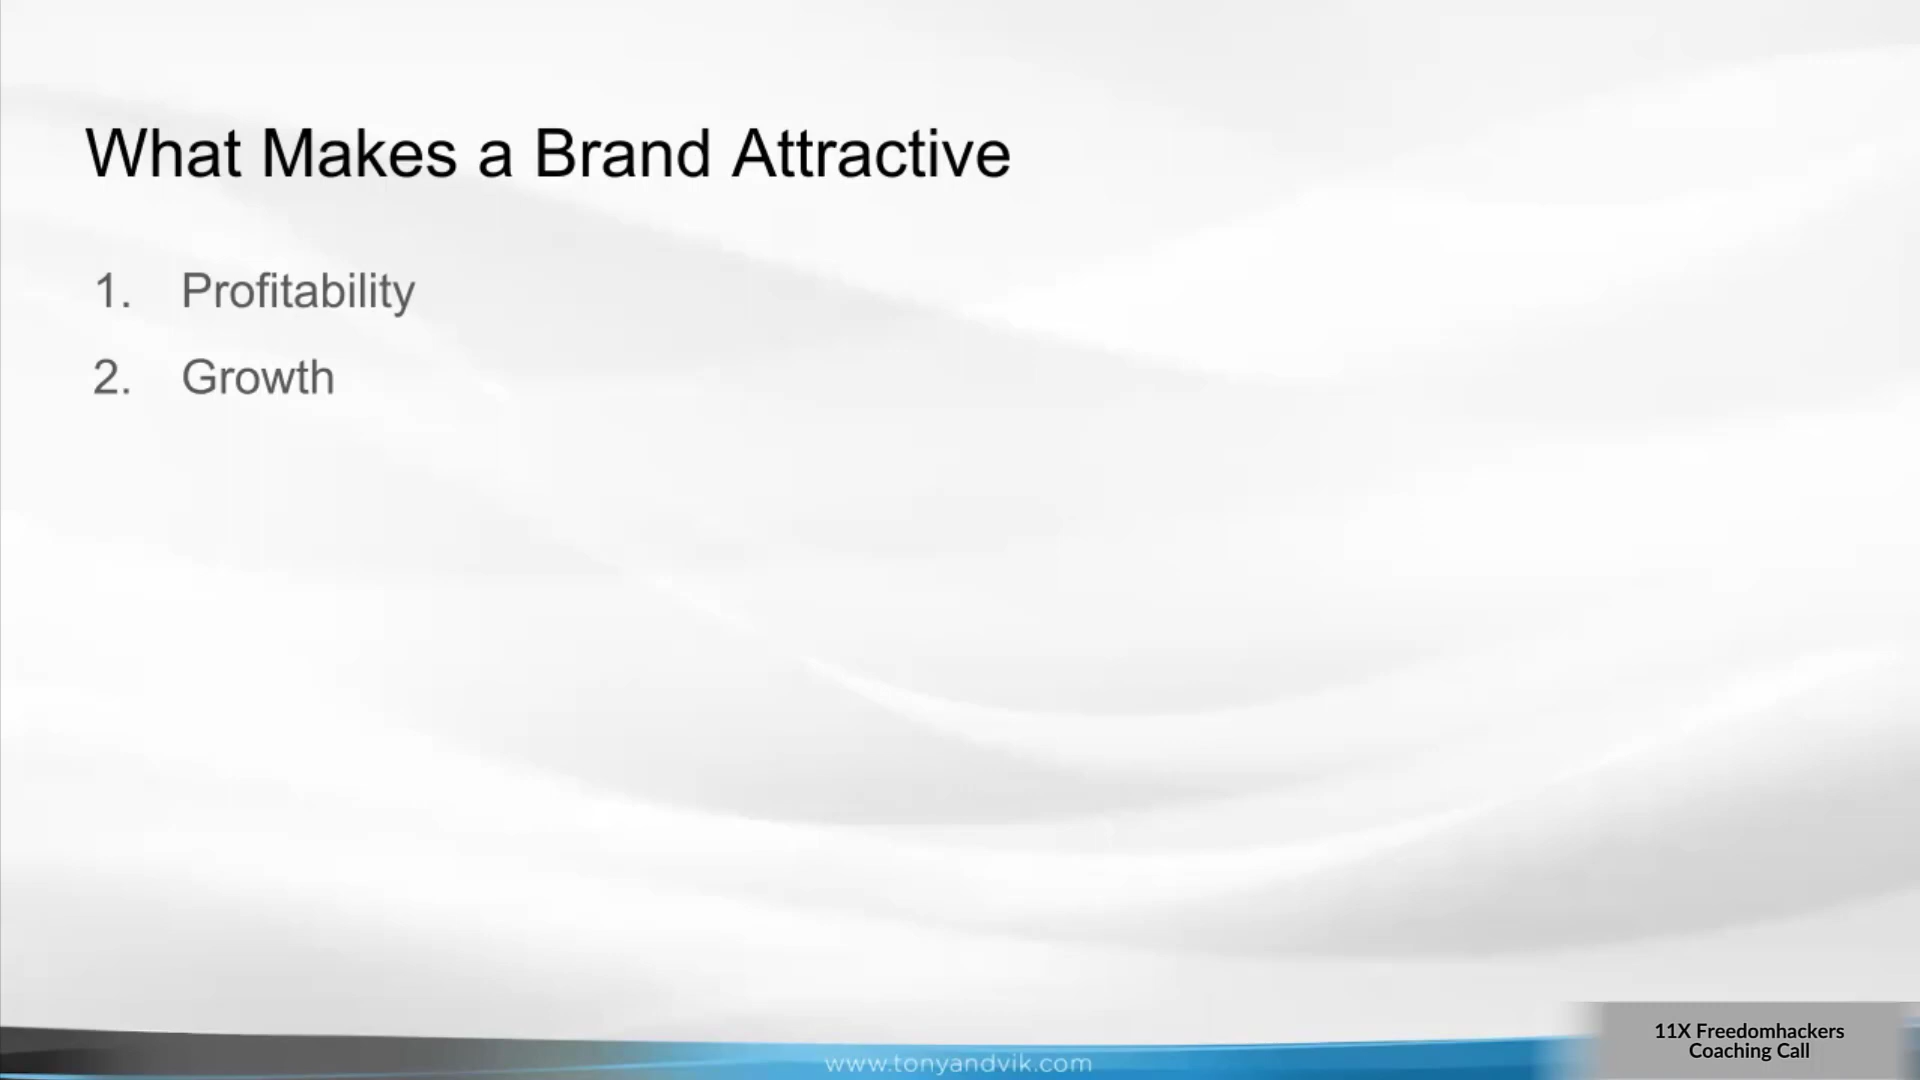 What Makes a Brand Attractive
1. Profitability
2. Growth
www.tonyandvik.com
11X Freedomhackers
Coaching Call